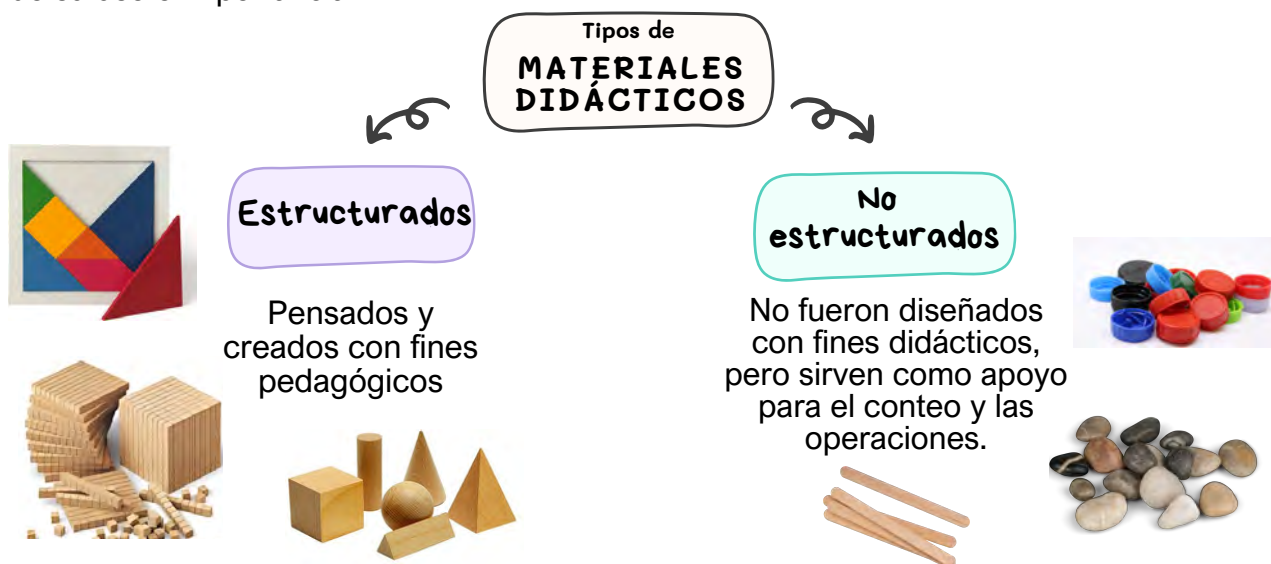 Tipos de
MATERIALES
DIDÁCTICOS
Estructurados
Pensados y
creados con fines
pedagógicos
No
estructurados
No fueron diseñados
con fines didácticos,
pero sirven como apoyo
para el conteo y las
operaciones.